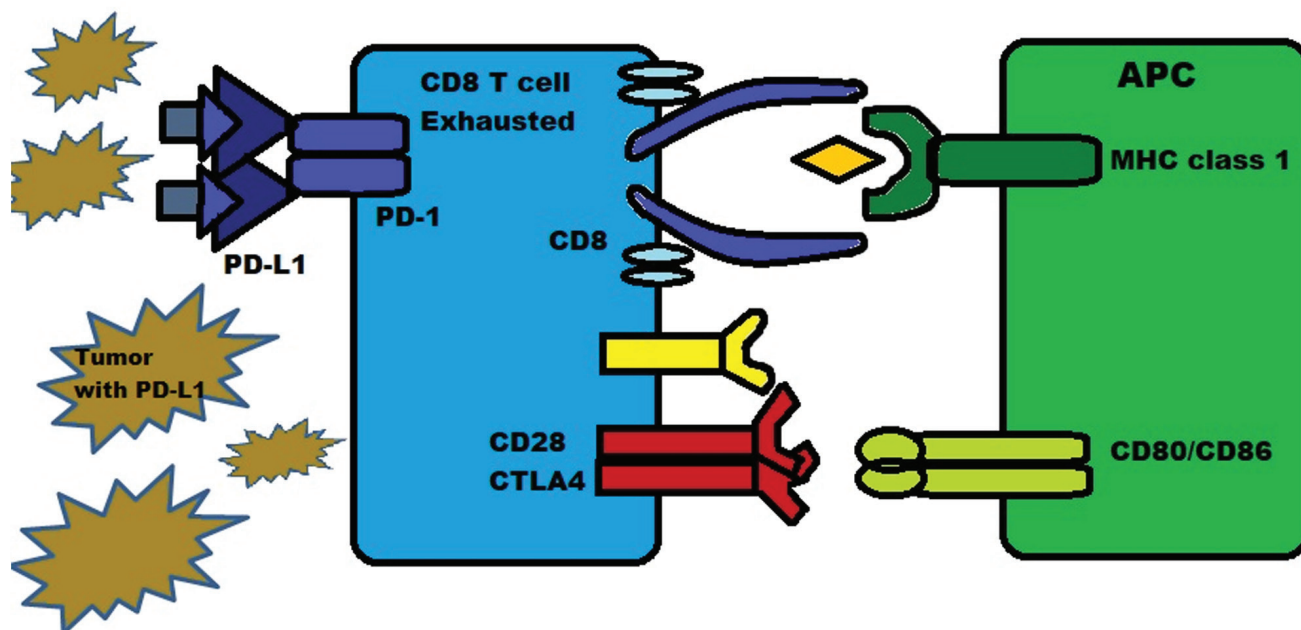 CD8 T cell
Exhausted
APC
MHC class 1
PD-1
CD8
PD-L1
Tumor
with PD-L1
CD28
CTLA4
CD80/CD86